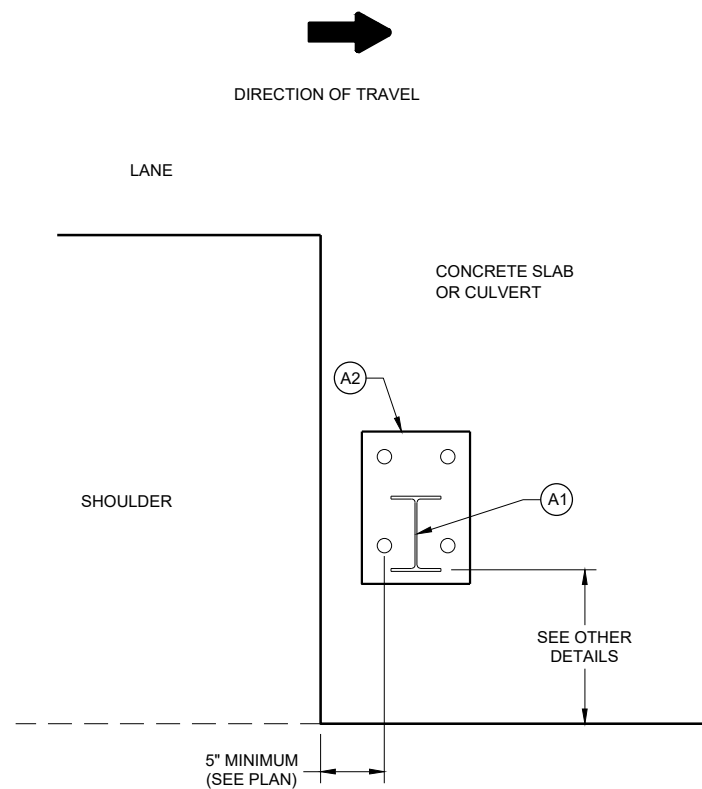 DIRECTION OF TRAVEL
LANE
CONCRETE SLAB
OR CULVERT
A2
SHOULDER
A1
SEE OTHER
DETAILS
5" MINIMUM
(SEE PLAN)